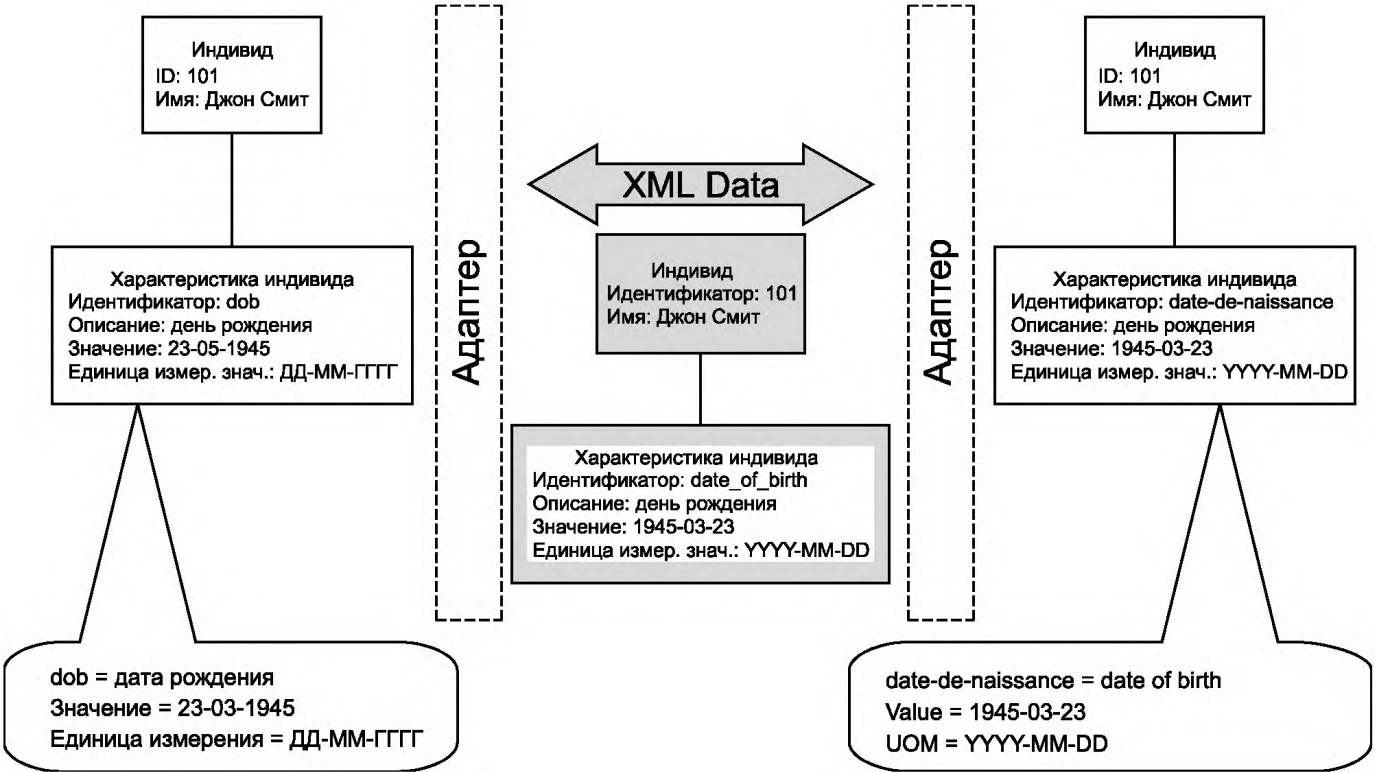 Индивид
ID: 101
Имя: Джон Смит
Характеристика индивида
Идентификатор: dob
Описание: день рождения
Значение: 23-05-1945
Единица измер. знач.: ДД-ММ-ГГГГ
dob = дата рождения
Значение = 23-03-1945
Единица измерения = ДД-ММ-ГГГГ
Адаптер
XML Data
Индивид
Идентификатор: 101
Имя: Джон Смит
Характеристика индивида
Идентификатор: date_of_birth
Описание: день рождения
Значение: 1945-03-23
Единица измер. знач.: YYYY-MM-DD
Адаптер
Индивид
ID: 101
Имя: Джон Смит
Характеристика индивида
Идентификатор: date-de-naissance
Описание: день рождения
Значение: 1945-03-23
Единица измер. знач.: YYYY-MM-DD
date-de-naissance = date of birth
Value = 1945-03-23
UOM = YYYY-MM-DD